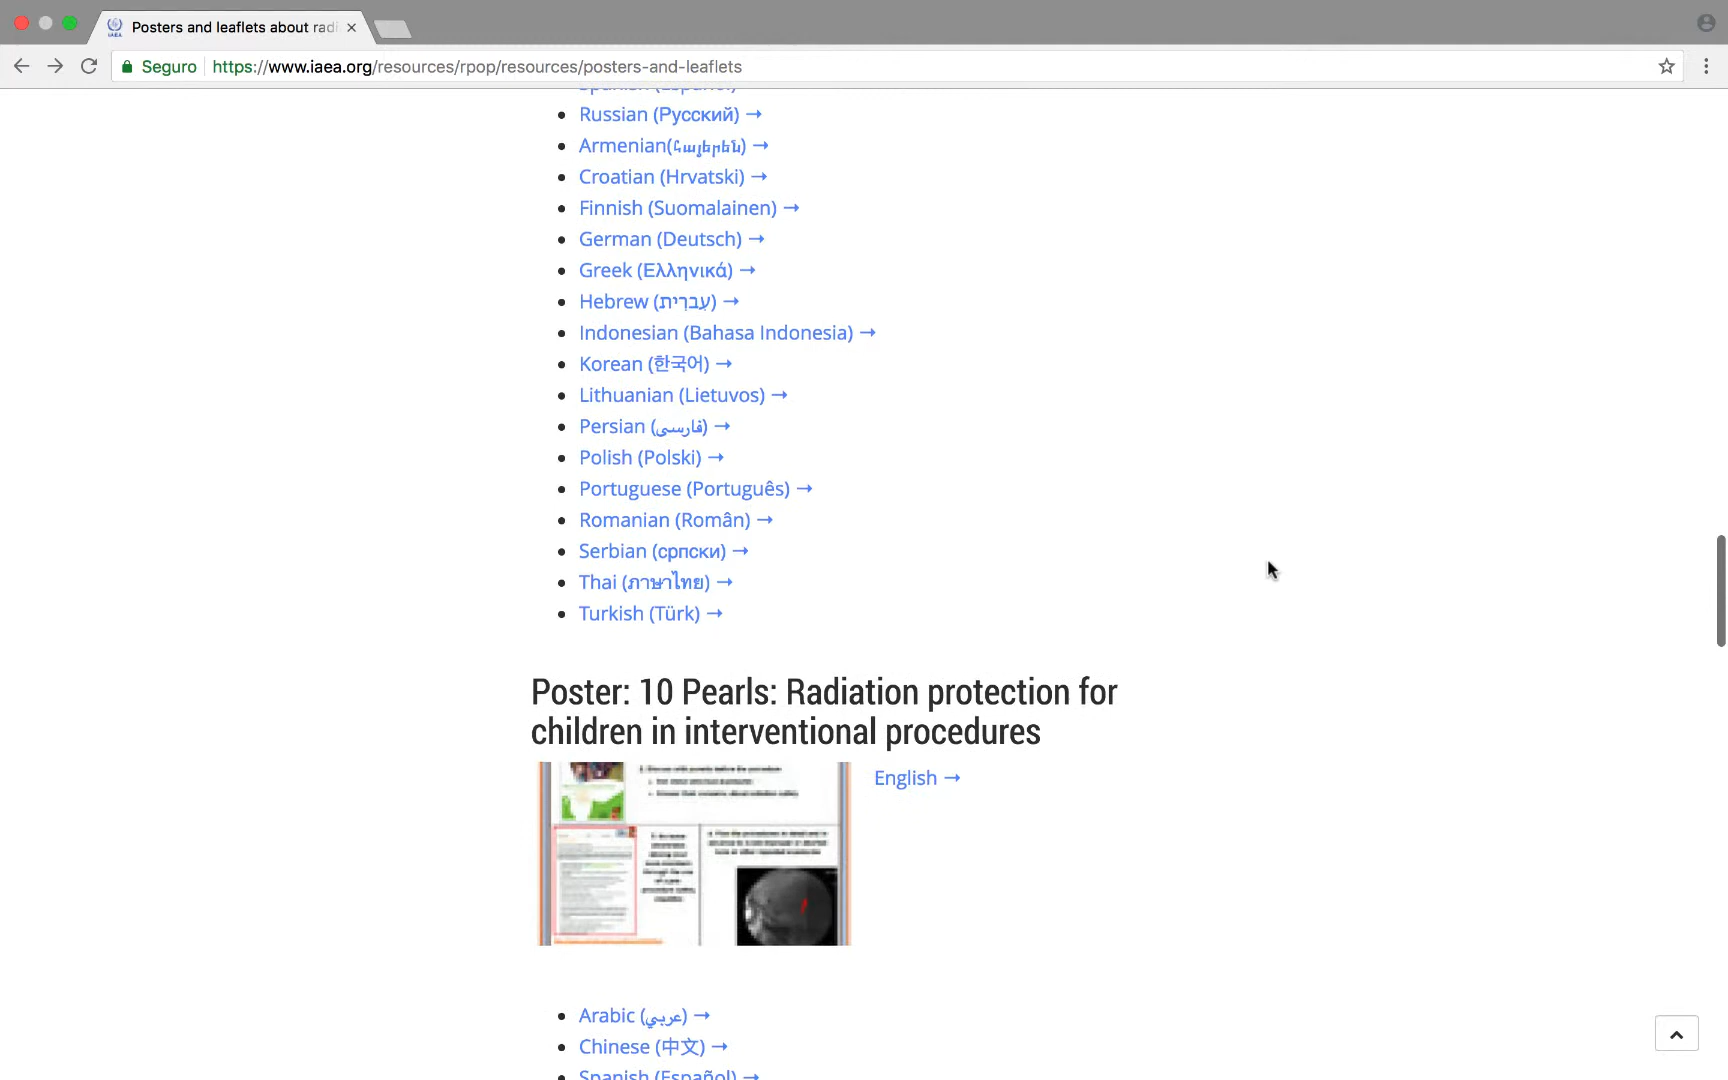 Posters and leaflets about radi
Seguro
https://www.iaea.org/resources/rpop/resources/posters-and-leaflets
Spanish (Español)
Russian (Русский) →
Armenian(Հայերեն) →
Croatian (Hrvatski) →
Finnish (Suomalainen) →
German (Deutsch) →
Greek (Ελληνικά) →
Hebrew (עִבְרִית) →
Indonesian (Bahasa Indonesia) →
Korean (한국어) →
Lithuanian (Lietuvos) →
Persian (فارسی) →
Polish (Polski) →
Portuguese (Português) →
Romanian (Român) →
Serbian (српски) →
Thai (ภาษาไทย) →
Turkish (Türk) →
Poster: 10 Pearls: Radiation protection for
children in interventional procedures
English →
Arabic (عربي) →
Chinese (中文) →
Spanish (Español) →